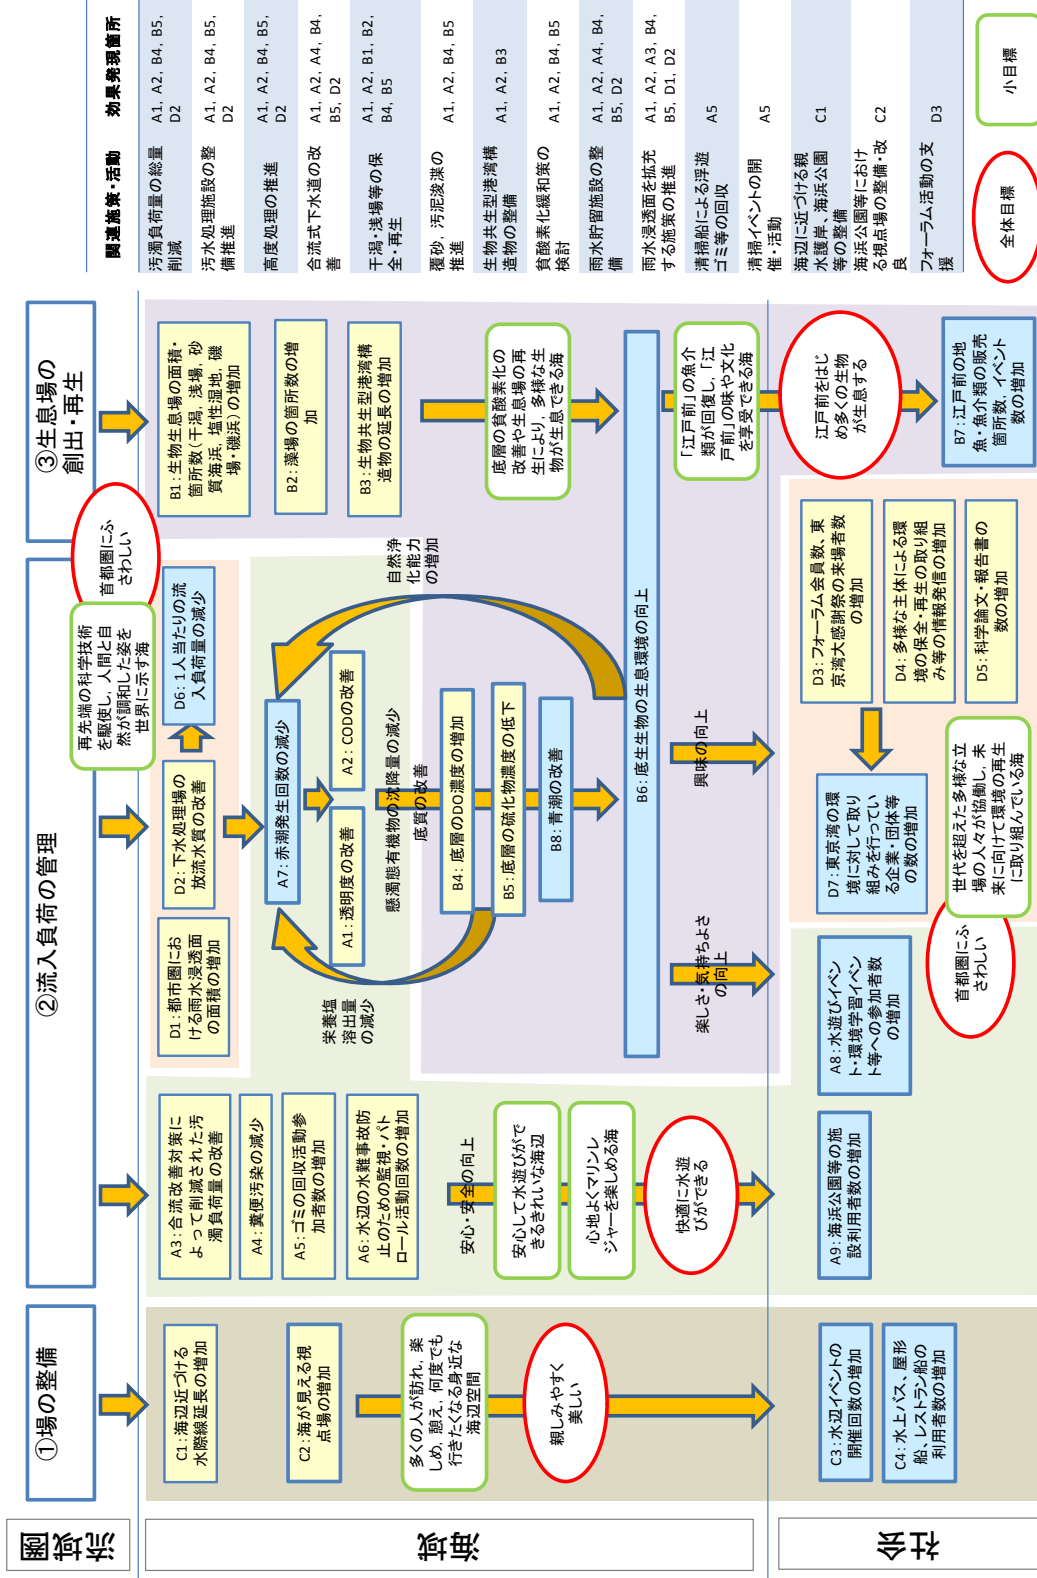 流域圏
海域
社会
①場の整備
②流入負荷の管理
③生息場の
創出・再生
C1：海辺近づける
水際線延長の増加
C2：海が見える視
点場の増加
多くの人が訪れ，楽
しめ，憩え，何度でも
行きたくなる身近な
海辺空間
親しみやすく
美しい
C3：水辺イベントの
開催回数の増加
C4：水上バス、屋形
船、レストラン船の
利用者数の増加
A3：合流改善対策に
よって削減された汚
濁負荷量の改善
A4：糞便汚染の減少
A5：ゴミの回収活動参
加者数の増加
A6：水辺の水難事故防
止のための監視・パト
ロール活動回数の増加
安心・安全の向上
安心して水遊びがで
きるきれいな海辺
心地よくマリンレ
ジャーを楽しめる海
快適に水遊
びができる
A9：海浜公園等の施
設利用者数の増加
A8：水遊びイベン
ト・環境学習イベン
ト等への参加者数
の増加
首都圏にふ
さわしい
D1：都市圏にお
ける雨水浸透面
の面積の増加
D2：下水処理場の
放流水質の改善
D6：１人当たりの流
入負荷量の減少
再先端の科学技術
を駆使し，人間と自
然が調和した姿を
世界に示す海
首都圏にふ
さわしい
A7：赤潮発生回数の減少
A1：透明度の改善
A2：CODの改善
懸濁態有機物の沈降量の減少
底質の改善
栄養塩
溶出量
の減少
自然浄
化能力
の増加
B4：底層のDO濃度の増加
B5：底層の硫化物濃度の低下
B8：青潮の改善
B6：底生生物の生息環境の向上
楽しさ・気持ちよさ
の向上
興味の向上
D7：東京湾の環
境に対して取り
組みを行ってい
る企業・団体等
の数の増加
世代を超えた多様な立
場の人々が協働し，未
来に向けて環境の再生
に取り組んでいる海
D3：フォーラム会員数、東
京湾大感謝祭の来場者数
の増加
D4：多様な主体による環
境の保全・再生の取り組
み等の情報発信の増加
D5：科学論文・報告書の
数の増加
B1：生物生息場の面積・
箇所数（干潟，浅場，砂
質海浜，塩性湿地，磯
場・磯浜）の増加
B2：藻場の箇所数の増
加
B3：生物共生型港湾構
造物の延長の増加
底層の貧酸素化の
改善や生息場の再
生により，多様な生
物が生息できる海
「江戸前」の魚介
類が回復し，「江
戸前」の味や文化
を享受できる海
江戸前をはじ
め多くの生物
が生息する
B7：江戸前の地
魚・魚介類の販売
箇所数，イベント
数の増加
関連施策・活動 効果発現箇所
汚濁負荷量の総量 A1，A2，B4，B5，
削減 D2
汚水処理施設の整 A1，A2，B4，B5，
備推進 D2
高度処理の推進 A1，A2，B4，B5，
D2
合流式下水道の改 A1，A2，A4，B4，
善 B5，D2
干潟・浅場等の保 A1，A2，B1，B2，
全・再生 B4，B5
覆砂，汚泥浚渫の A1，A2，B4，B5
推進
生物共生型港湾構 A1，A2，B3
造物の整備
貧酸素化緩和策の A1，A2，B4，B5
検討
雨水貯留施設の整 A1，A2，A4，B4，
備 B5，D2
雨水浸透面を拡充 A1，A2，A3，B4，
する施策の推進 B5，D1，D2
清掃船による浮遊 A5
ゴミ等の回収
清掃イベントの開 A5
催・活動
海辺に近づける親 C1
水護岸、海浜公園
等の整備
海浜公園等におけ C2
る視点場の整備・改
良
フォーラム活動の支 D3
援
全体目標
小目標